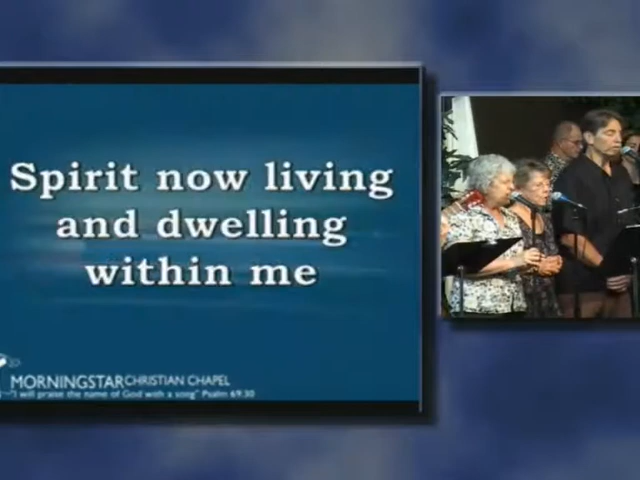 Spirit now living
and dwelling
within me
MORNINGSTAR CHRISTIAN CHAPEL
"I will praise the name of God with a song" Psalm 69:30